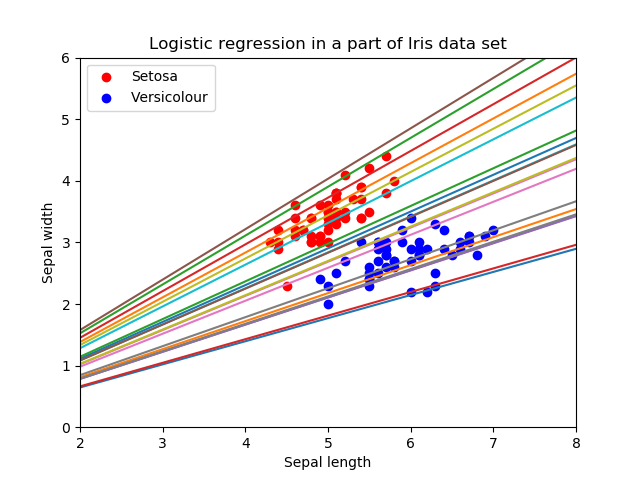 Logistic regression in a part of Iris data set
Setosa
Versicolour
6
5
4
3
2
1
0
Sepal width
2 3 4 5 6 7 8
Sepal length